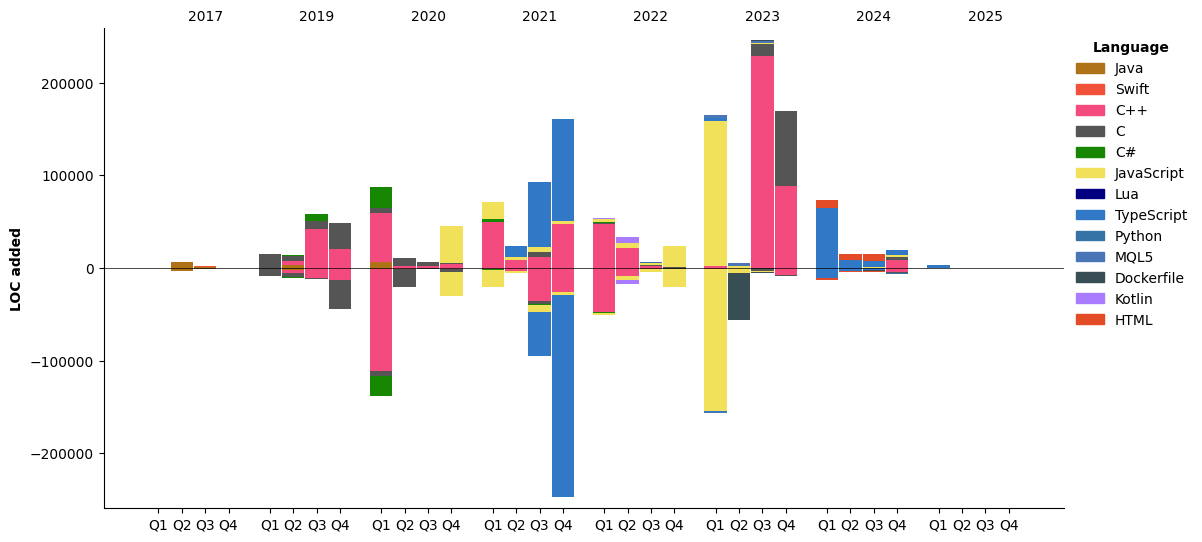 2017 2019 2020 2021 2022 2023 2024 2025
Language
Java
Swift
C++
C
C#
JavaScript
Lua
TypeScript
Python
MQL5
Dockerfile
Kotlin
HTML
LOC added
200000
100000
0
−100000
−200000
Q1 Q2 Q3 Q4 Q1 Q2 Q3 Q4 Q1 Q2 Q3 Q4 Q1 Q2 Q3 Q4 Q1 Q2 Q3 Q4 Q1 Q2 Q3 Q4 Q1 Q2 Q3 Q4 Q1 Q2 Q3 Q4